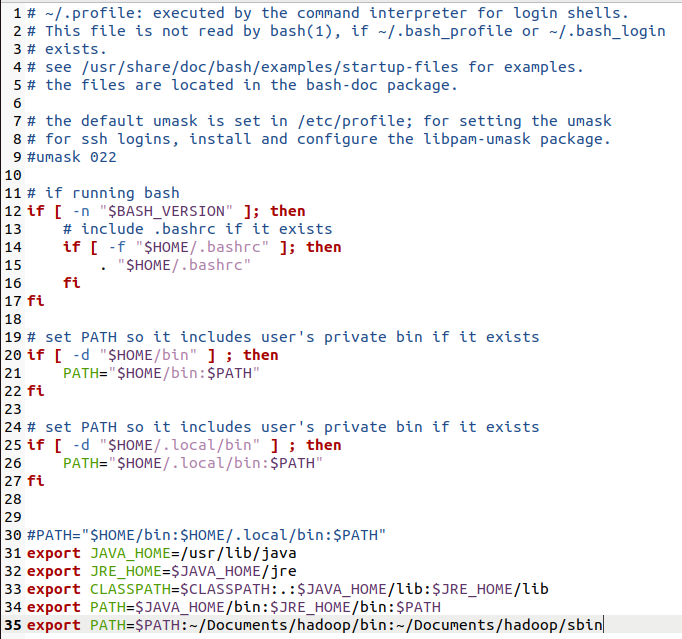 1 # ~/.profile: executed by the command interpreter for login shells.
2 # This file is not read by bash(1), if ~/.bash_profile or ~/.bash_login
3 # exists.
4 # see /usr/share/doc/bash/examples/startup-files for examples.
5 # the files are located in the bash-doc package.
6
7 # the default umask is set in /etc/profile; for setting the umask
8 # for ssh logins, install and configure the libpam-umask package.
9 #umask 022
10
11 # if running bash
12 if [ -n "$BASH_VERSION" ]; then
13     # include .bashrc if it exists
14     if [ -f "$HOME/.bashrc" ]; then
15         . "$HOME/.bashrc"
16     fi
17 fi
18
19 # set PATH so it includes user's private bin if it exists
20 if [ -d "$HOME/bin" ] ; then
21     PATH="$HOME/bin:$PATH"
22 fi
23
24 # set PATH so it includes user's private bin if it exists
25 if [ -d "$HOME/.local/bin" ] ; then
26     PATH="$HOME/.local/bin:$PATH"
27 fi
28
29
30 #PATH="$HOME/bin:$HOME/.local/bin:$PATH"
31 export JAVA_HOME=/usr/lib/java
32 export JRE_HOME=$JAVA_HOME/jre
33 export CLASSPATH=$CLASSPATH:.:$JAVA_HOME/lib:$JRE_HOME/lib
34 export PATH=$JAVA_HOME/bin:$JRE_HOME/bin:$PATH
35 export PATH=$PATH:~/Documents/hadoop/bin:~/Documents/hadoop/sbin